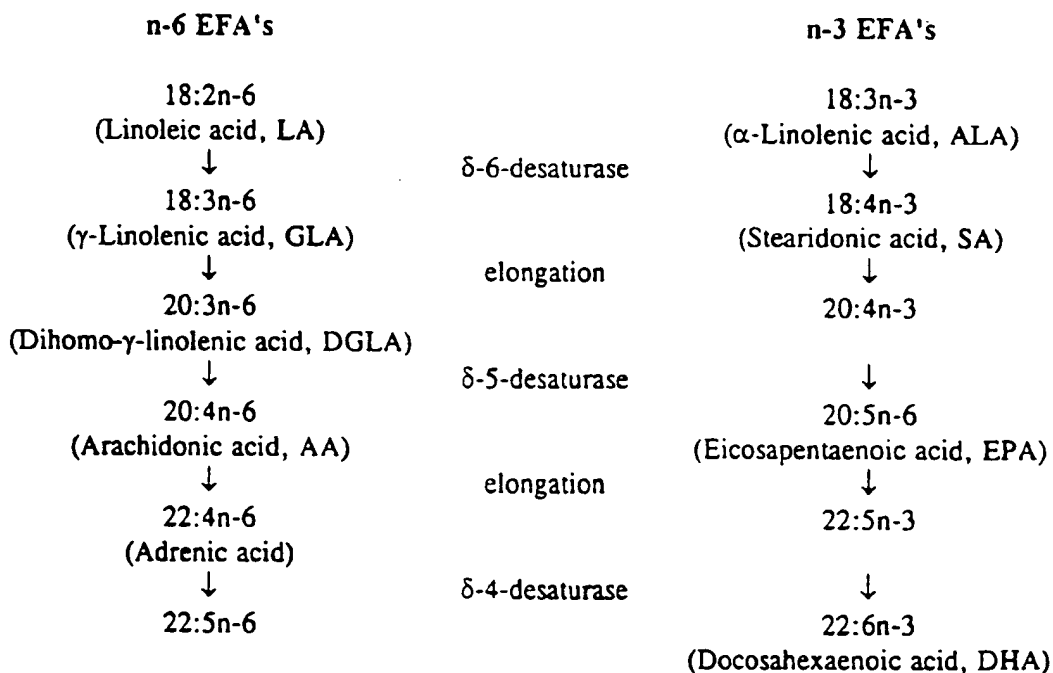 n-6 EFA's
18:2n-6
(Linoleic acid, LA)
↓
18:3n-6
(γ-Linolenic acid, GLA)
↓
20:3n-6
(Dihomo-γ-linolenic acid, DGLA)
↓
20:4n-6
(Arachidonic acid, AA)
↓
22:4n-6
(Adrenic acid)
↓
22:5n-6
δ-6-desaturase
elongation
δ-5-desaturase
elongation
δ-4-desaturase
n-3 EFA's
18:3n-3
(α-Linolenic acid, ALA)
↓
18:4n-3
(Stearidonic acid, SA)
↓
20:4n-3
↓
20:5n-6
(Eicosapentaenoic acid, EPA)
↓
22:5n-3
↓
22:6n-3
(Docosahexaenoic acid, DHA)